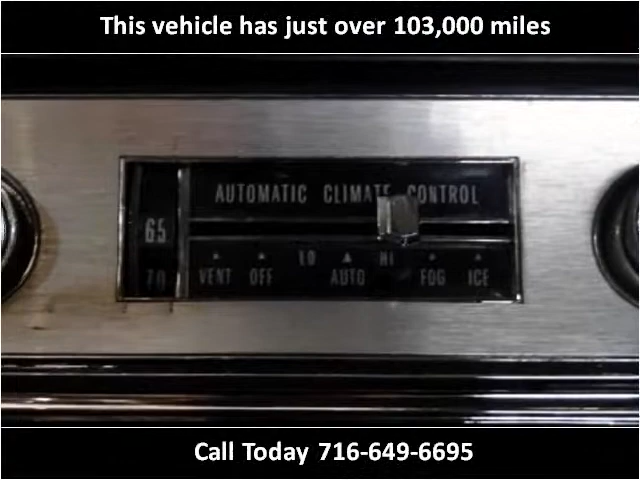 This vehicle has just over 103,000 miles
AUTOMATIC CLIMATE CONTROL
65
LO HI
70 VENT OFF AUTO FOG ICE
Call Today 716-649-6695